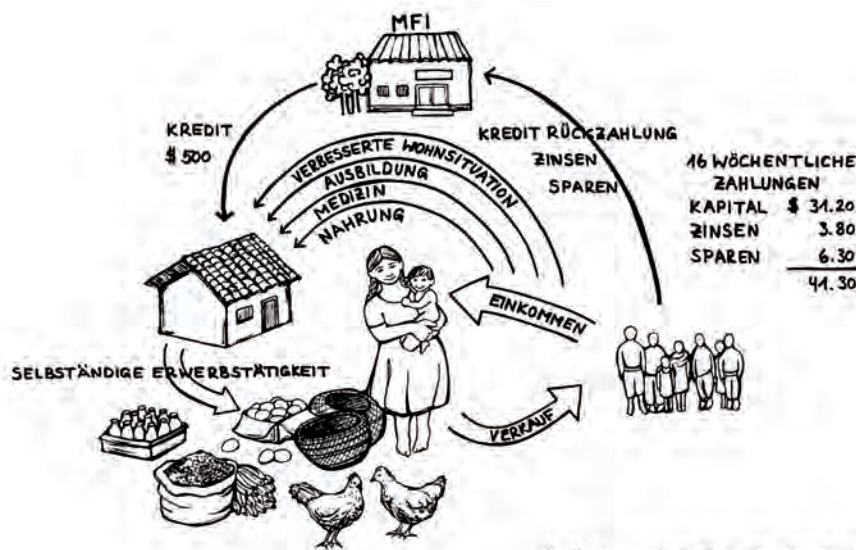 MFI
KREDIT
$ 500
KREDIT RÜCKZAHLUNG
ZINSEN
SPAREN
16 WÖCHENTLICHE
ZAHLUNGEN
KAPITAL $ 31.20
ZINSEN 3.80
SPAREN 6.30
41.30
VERBESSERTE WOHNSITUATION
AUSBILDUNG
MEDIZIN
NAHRUNG
EINKOMMEN
SELBSTÄNDIGE ERWERBSTÄTIGKEIT
VERKAUF